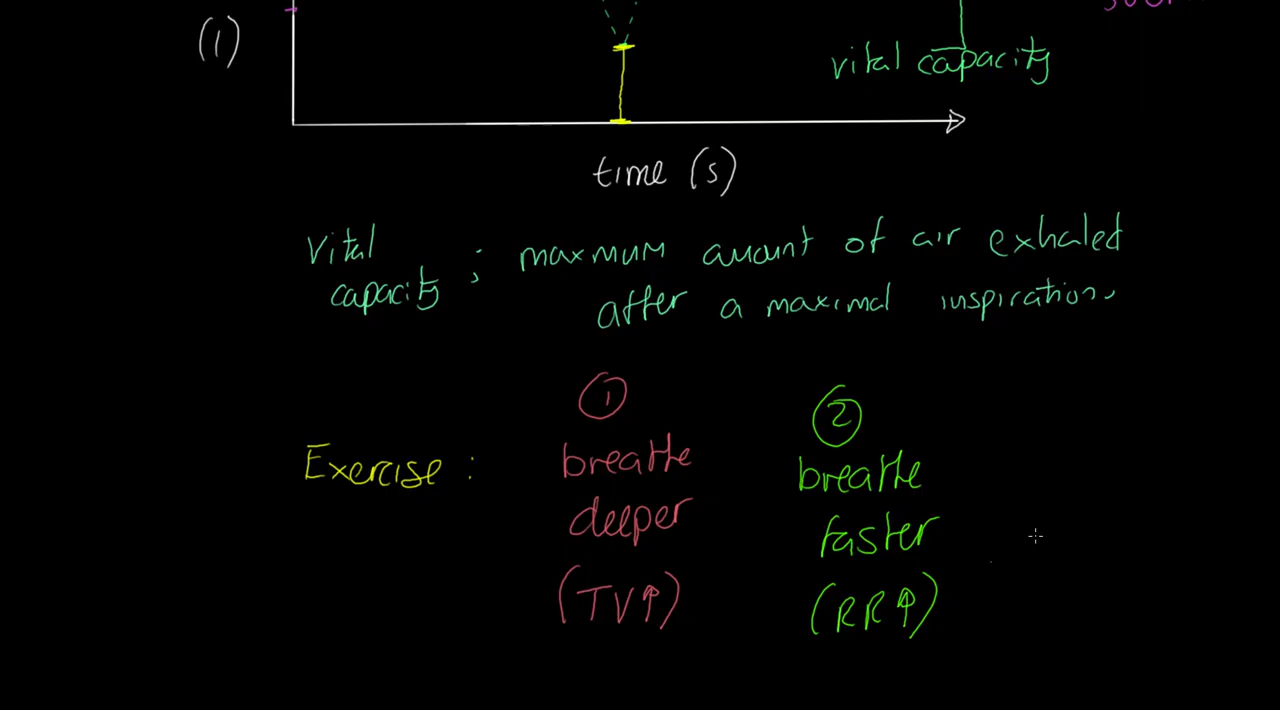 (1)
vital capacity
time (s)
Vital capacity : maxmum amount of air exhaled
after a maximal inspiration.
Exercise :
①
breathe
deeper
(TV↑)
②
breathe
faster
(RR↑)